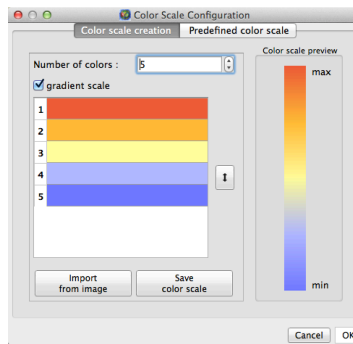 Color Scale Configuration
Color scale creation Predefined color scale
Number of colors : 5
gradient scale
1
2
3
4
5
Import
from image
Save
color scale
Color scale preview
max
min
Cancel OK